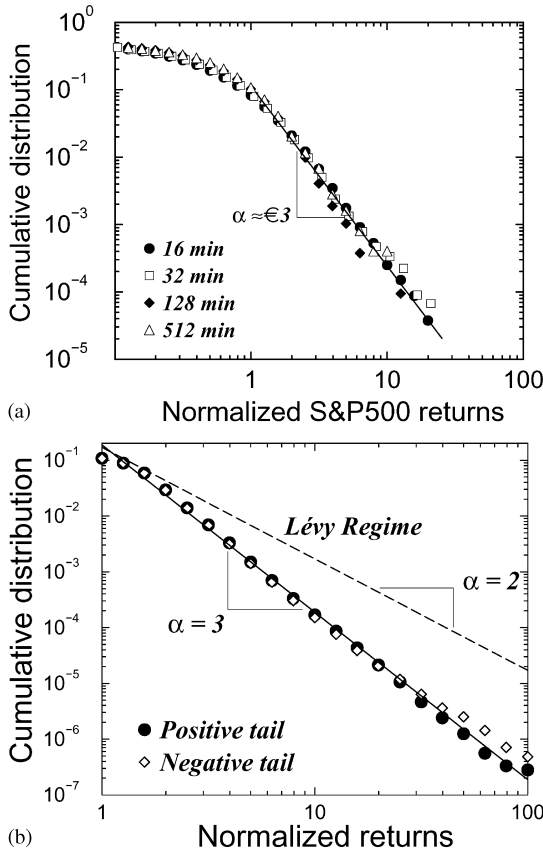 10^0
10^-1
10^-2
10^-3
10^-4
10^-5
Cumulative distribution
α ≈€3
16 min
32 min
128 min
512 min
1
10
100
(a)
Normalized S&P500 returns
10^-1
10^-2
10^-3
10^-4
10^-5
10^-6
10^-7
Cumulative distribution
Lévy Regime
α = 2
α = 3
Positive tail
Negative tail
1
10
100
(b)
Normalized returns